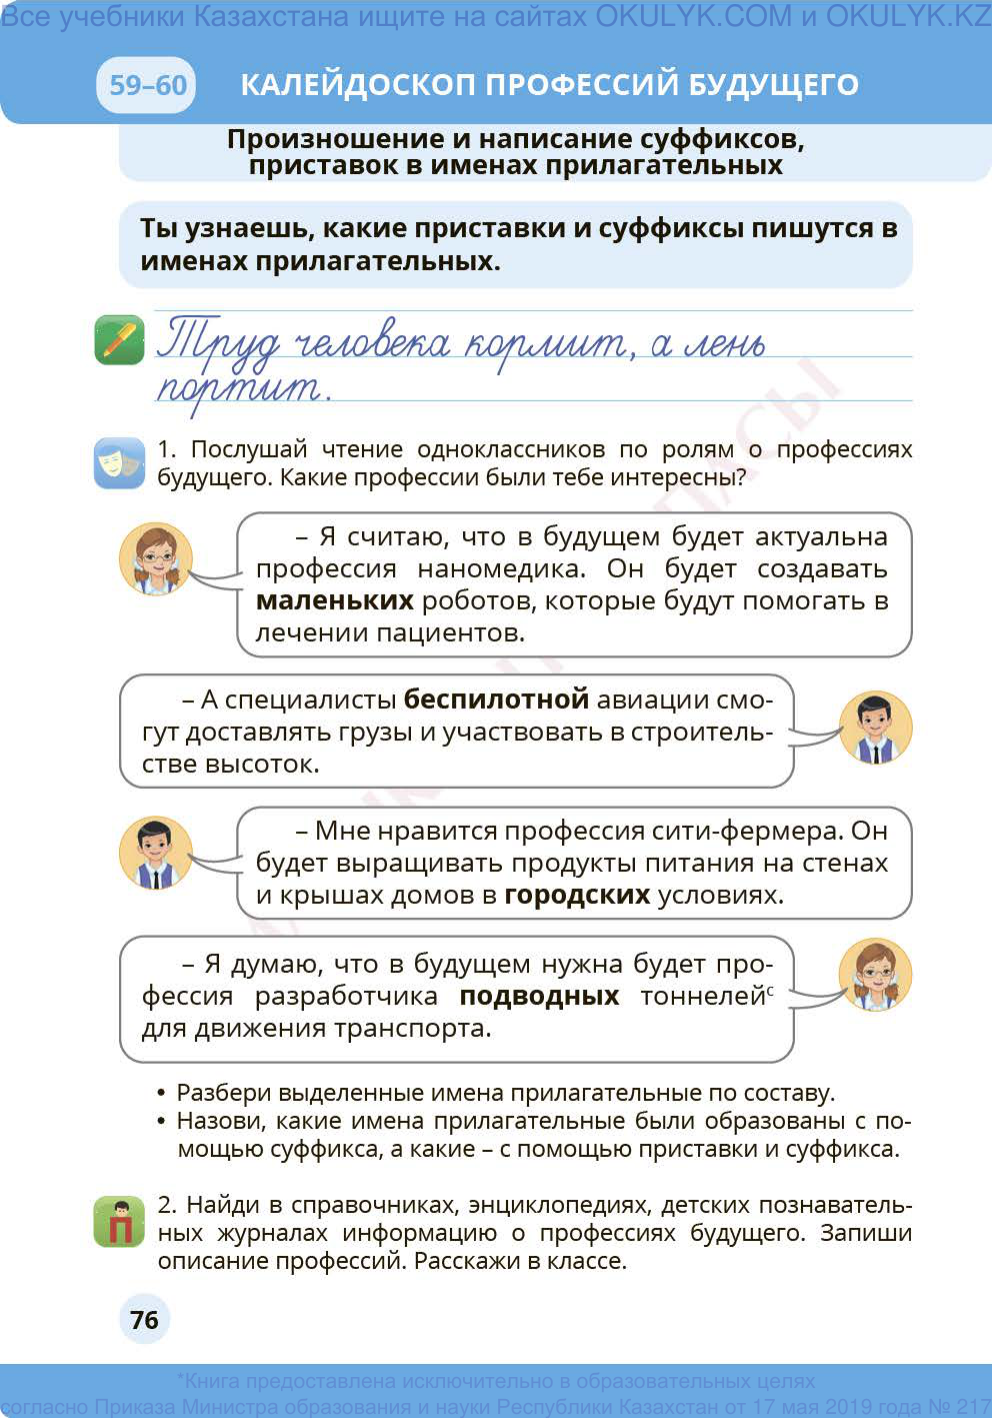 Все учебники Казахстана ищите на сайтах OKULYK.COM и OKULYK.KZ
59–60 КАЛЕЙДОСКОП ПРОФЕССИЙ БУДУЩЕГО
Произношение и написание суффиксов,
приставок в именах прилагательных
Ты узнаешь, какие приставки и суффиксы пишутся в
именах прилагательных.
Труд человека кормит, а лень
портит.
1. Послушай чтение одноклассников по ролям о профессиях
будущего. Какие профессии были тебе интересны?
– Я считаю, что в будущем будет актуальна
профессия наномедика. Он будет создавать
маленьких роботов, которые будут помогать в
лечении пациентов.
– А специалисты беспилотной авиации смо-
гут доставлять грузы и участвовать в строитель-
стве высоток.
– Мне нравится профессия сити-фермера. Он
будет выращивать продукты питания на стенах
и крышах домов в городских условиях.
– Я думаю, что в будущем нужна будет про-
фессия разработчика подводных тоннелейᶜ
для движения транспорта.
• Разбери выделенные имена прилагательные по составу.
• Назови, какие имена прилагательные были образованы с по-
мощью суффикса, а какие – с помощью приставки и суффикса.
2. Найди в справочниках, энциклопедиях, детских познаватель-
ных журналах информацию о профессиях будущего. Запиши
описание профессий. Расскажи в классе.
76
*Книга предоставлена исключительно в образовательных целях
согласно Приказа Министра образования и науки Республики Казахстан от 17 мая 2019 года № 217